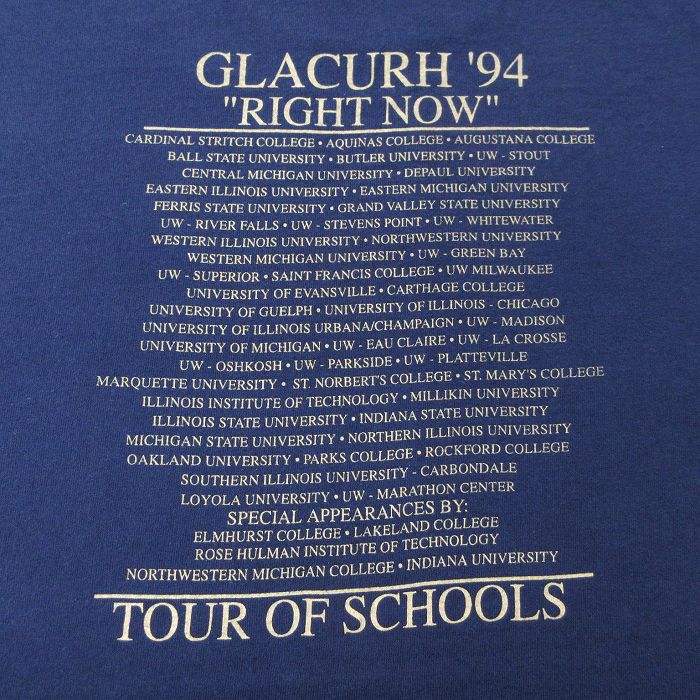 GLACURH '94
"RIGHT NOW"
CARDINAL STRITCH COLLEGE • AQUINAS COLLEGE • AUGUSTANA COLLEGE
BALL STATE UNIVERSITY • BUTLER UNIVERSITY • UW - STOUT
CENTRAL MICHIGAN UNIVERSITY • DEPAUL UNIVERSITY
EASTERN ILLINOIS UNIVERSITY • EASTERN MICHIGAN UNIVERSITY
FERRIS STATE UNIVERSITY • GRAND VALLEY STATE UNIVERSITY
UW - RIVER FALLS • UW - STEVENS POINT • UW - WHITEWATER
WESTERN ILLINOIS UNIVERSITY • NORTHWESTERN UNIVERSITY
WESTERN MICHIGAN UNIVERSITY • UW - GREEN BAY
UW - SUPERIOR • SAINT FRANCIS COLLEGE • UW MILWAUKEE
UNIVERSITY OF EVANSVILLE • CARTHAGE COLLEGE
UNIVERSITY OF GUELPH • UNIVERSITY OF ILLINOIS - CHICAGO
UNIVERSITY OF ILLINOIS URBANA/CHAMPAIGN • UW - MADISON
UNIVERSITY OF MICHIGAN • UW - EAU CLAIRE • UW - LA CROSSE
UW - OSHKOSH • UW - PARKSIDE • UW - PLATTEVILLE
MARQUETTE UNIVERSITY • ST. NORBERT'S COLLEGE • ST. MARY'S COLLEGE
ILLINOIS INSTITUTE OF TECHNOLOGY • MILLIKIN UNIVERSITY
ILLINOIS STATE UNIVERSITY • INDIANA STATE UNIVERSITY
MICHIGAN STATE UNIVERSITY • NORTHERN ILLINOIS UNIVERSITY
OAKLAND UNIVERSITY • PARKS COLLEGE • ROCKFORD COLLEGE
SOUTHERN ILLINOIS UNIVERSITY - CARBONDALE
LOYOLA UNIVERSITY • UW - MARATHON CENTER
SPECIAL APPEARANCES BY:
ELMHURST COLLEGE • LAKELAND COLLEGE
ROSE HULMAN INSTITUTE OF TECHNOLOGY
NORTHWESTERN MICHIGAN COLLEGE • INDIANA UNIVERSITY
TOUR OF SCHOOLS